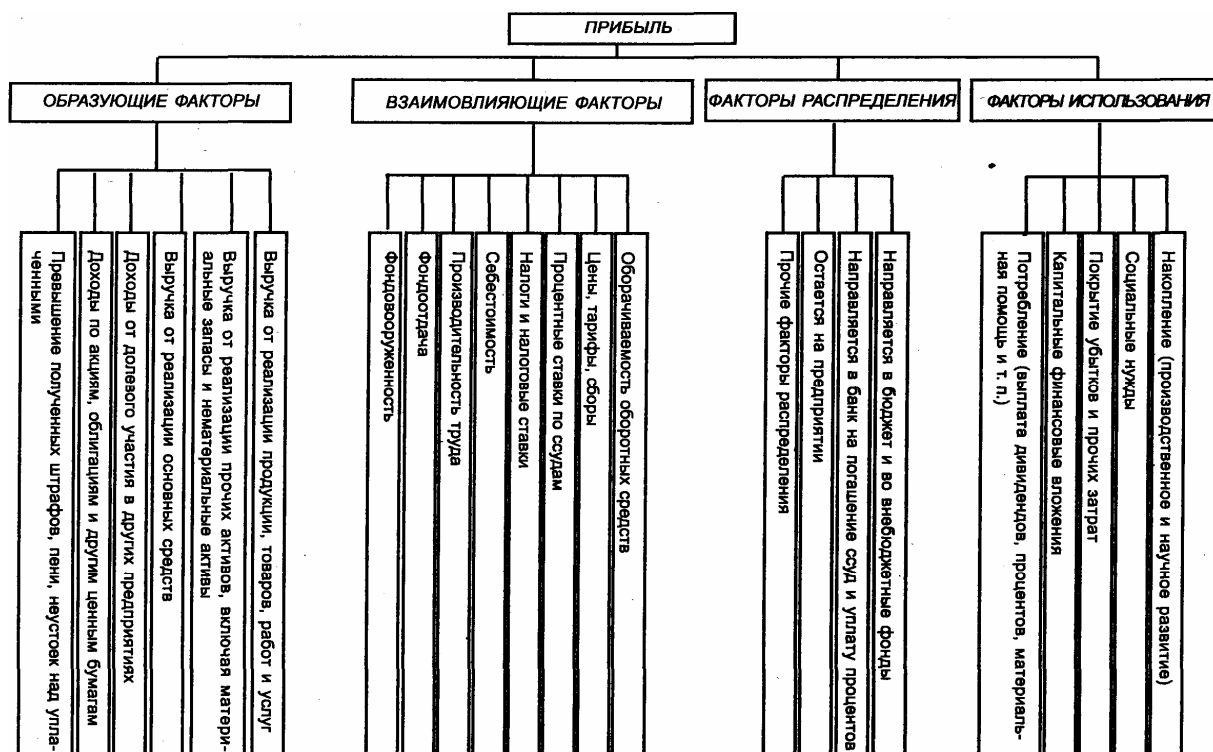 ПРИБЫЛЬ
ОБРАЗУЮЩИЕ ФАКТОРЫ
ВЗАИМОВЛИЯЮЩИЕ ФАКТОРЫ
ФАКТОРЫ РАСПРЕДЕЛЕНИЯ
ФАКТОРЫ ИСПОЛЬЗОВАНИЯ
Превышение полученных штрафов, пени, неустоек над упла-
ченными
Доходы по акциям, облигациям и другим ценным бумагам
Доходы от долевого участия в других предприятиях
Выручка от реализации основных средств
Выручка от реализации прочих активов, включая матери-
альные запасы и нематериальные активы
Выручка от реализации продукции, товаров, работ и услуг
Фондовооруженность
Фондоотдача
Производительность труда
Себестоимость
Налоги и налоговые ставки
Процентные ставки по ссудам
Цены, тарифы, сборы
Оборачиваемость оборотных средств
Прочие факторы распределения
Остается на предприятии
Направляется в банк на погашение ссуд и уплату процентов
Направляется в бюджет и во внебюджетные фонды
Потребление (выплата дивидендов, процентов, материаль-
ная помощь и т. п.)
Капитальные финансовые вложения
Покрытие убытков и прочих затрат
Социальные нужды
Накопление (производственное и научное развитие)